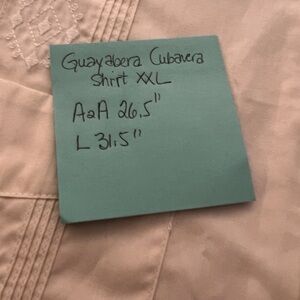 Guayabera Cubavera
Shirt XXL
A2A 26.5"
L 31.5"